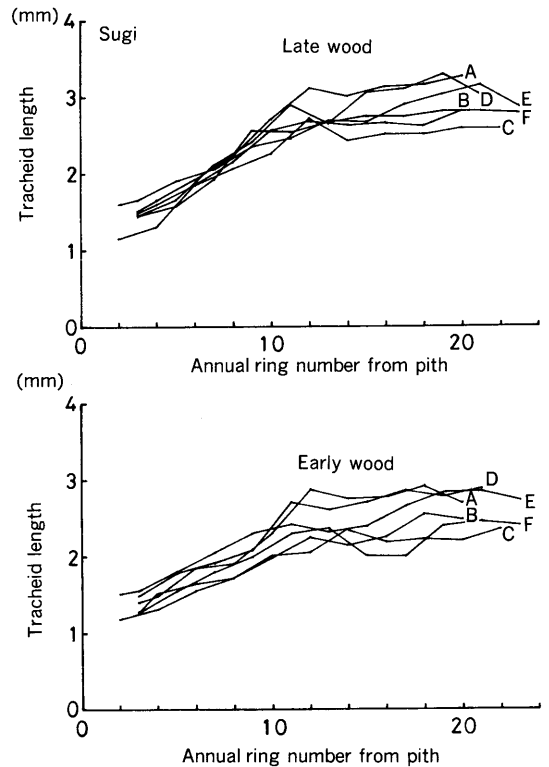 (mm)
4
Sugi
Late wood
3
2
1
0
Tracheid length
A
B
D
E
F
C
0
10
20
Annual ring number from pith
(mm)
4
Early wood
3
2
1
0
Tracheid length
D
A
E
B
F
C
0
10
20
Annual ring number from pith